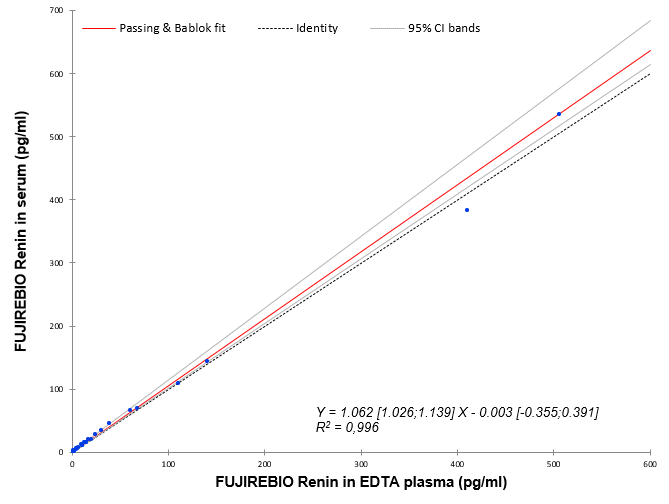 700
Passing & Bablok fit
Identity
95% CI bands
600
500
400
300
200
100
0
FUJIREBIO Renin in serum (pg/ml)
Y = 1.062 [1.026;1.139] X - 0.003 [-0.355;0.391]
R² = 0,996
0 100 200 300 400 500 600
FUJIREBIO Renin in EDTA plasma (pg/ml)